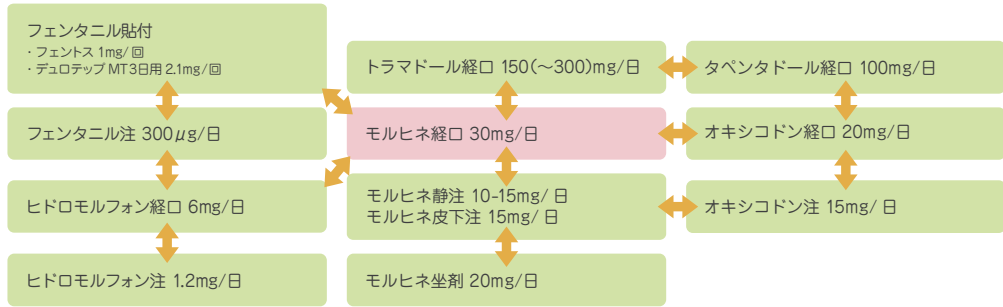 フェンタニル貼付
・フェントス 1mg/回
・デュロテップ MT3日用 2.1mg/回
トラマドール経口 150(〜300)mg/日
タペンタドール経口 100mg/日
フェンタニル注 300μg/日
モルヒネ経口 30mg/日
オキシコドン経口 20mg/日
ヒドロモルフォン経口 6mg/日
モルヒネ静注 10-15mg/日
モルヒネ皮下注 15mg/日
オキシコドン注 15mg/日
ヒドロモルフォン注 1.2mg/日
モルヒネ坐剤 20mg/日